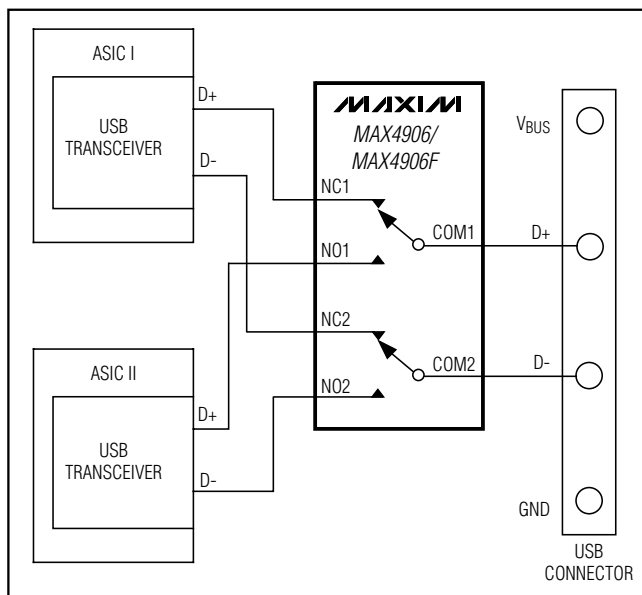 ASIC I
USB
TRANSCEIVER
D+
D-
MAXIM
MAX4906/
MAX4906F
NC1
NO1
NC2
NO2
COM1
COM2
ASIC II
USB
TRANSCEIVER
D+
D-
VBUS
D+
D-
GND
USB
CONNECTOR